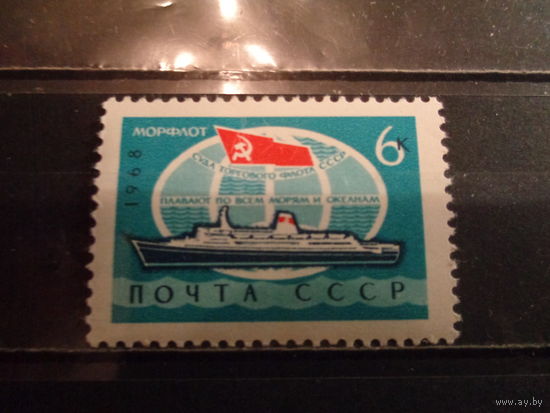 МОРФЛОТ
6к
1968
СУДА ТОРГОВОГО ФЛОТА СССР
ПЛАВАЮТ ПО ВСЕМ МОРЯМ И ОКЕАНАМ
ПОЧТА СССР
www.ay.by